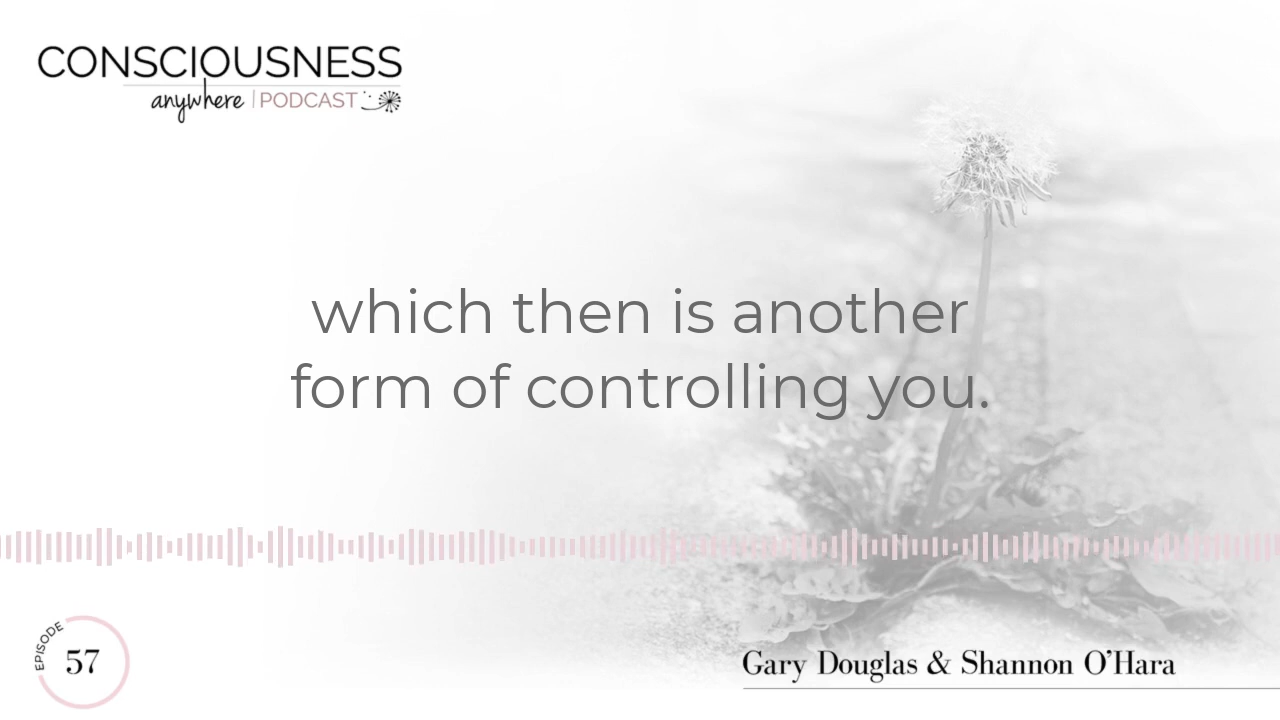 CONSCIOUSNESS
anywhere | PODCAST
which then is another
form of controlling you.
EPISODE
57
Gary Douglas & Shannon O'Hara